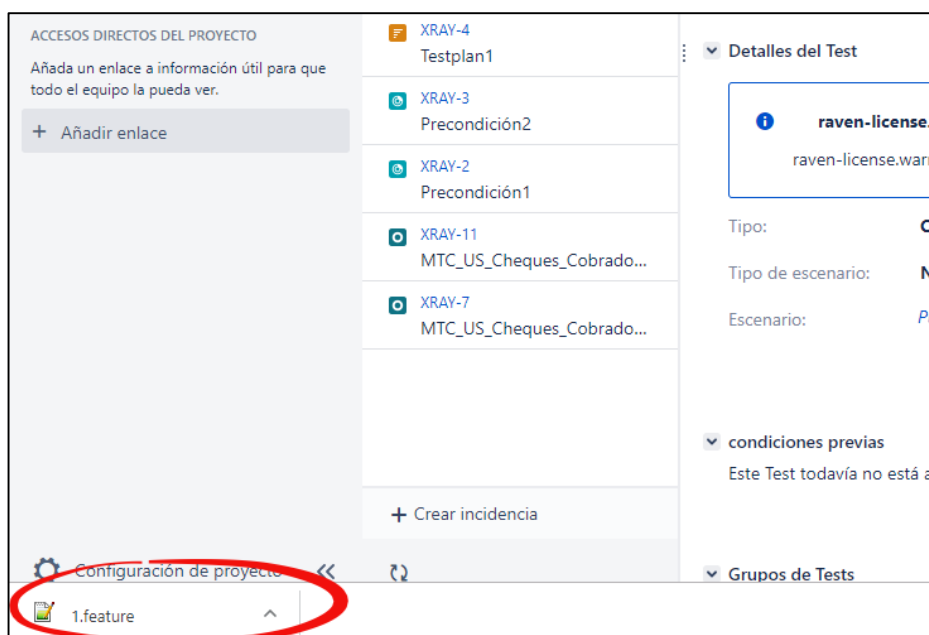 ACCESOS DIRECTOS DEL PROYECTO
Añada un enlace a información útil para que
todo el equipo la pueda ver.
+ Añadir enlace
Configuración de proyecto
XRAY-4
Testplan1
XRAY-3
Precondición2
XRAY-2
Precondición1
XRAY-11
MTC_US_Cheques_Cobrado...
XRAY-7
MTC_US_Cheques_Cobrado...
+ Crear incidencia
Detalles del Test
raven-license.
raven-license.war
Tipo:
Tipo de escenario:
Escenario:
condiciones previas
Este Test todavía no está a
Grupos de Tests
1.feature